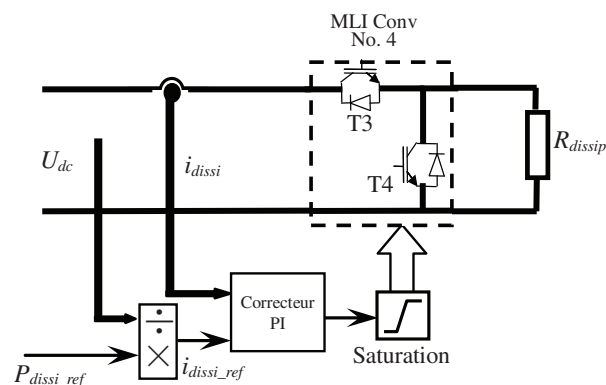 MLI Conv
No. 4
T3
U_dc
i_dissi
T4
R_dissip
Correcteur
PI
÷
×
P_dissi_ref
i_dissi_ref
Saturation